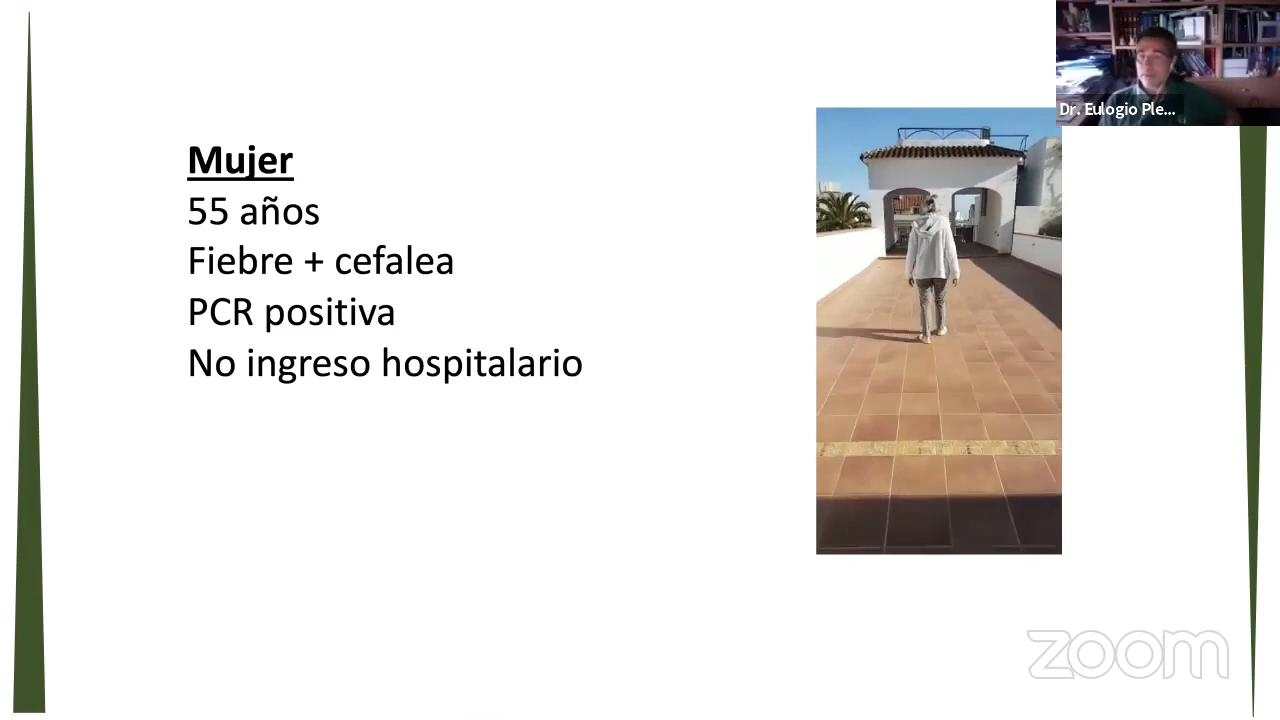 Mujer
55 años
Fiebre + cefalea
PCR positiva
No ingreso hospitalario
Dr. Eulogio Ple...
zoom